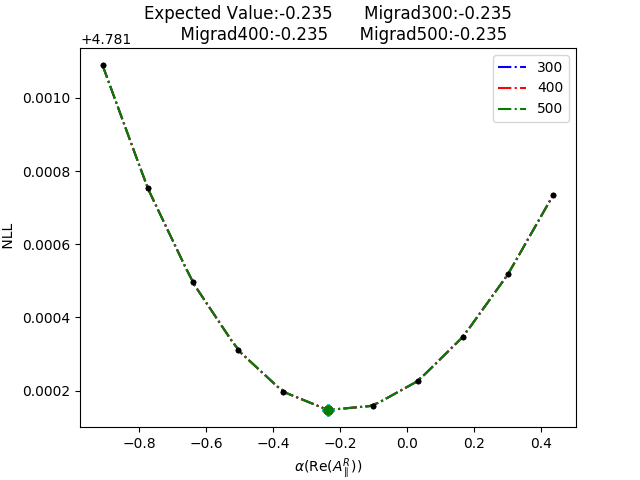 Expected Value:-0.235 Migrad300:-0.235
Migrad400:-0.235 Migrad500:-0.235
+4.781
0.0010
0.0008
0.0006
0.0004
0.0002
NLL
300
400
500
−0.8 −0.6 −0.4 −0.2 0.0 0.2 0.4
α(Re(A∥ᴿ))